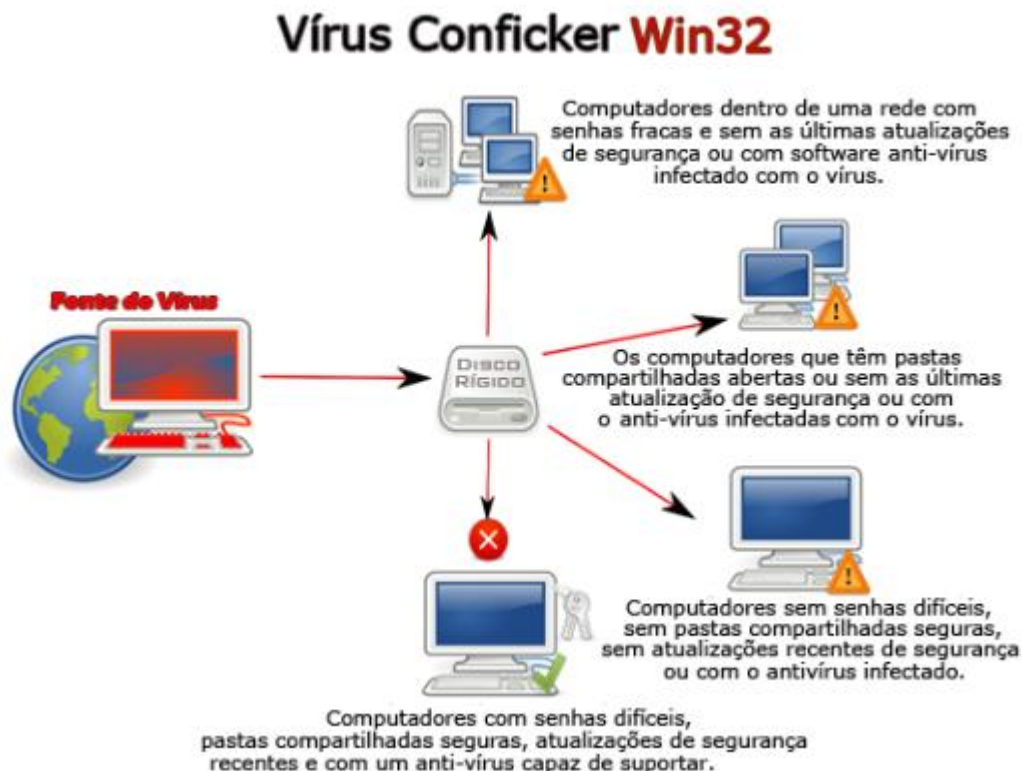 Vírus Conficker Win32
Computadores dentro de uma rede com
senhas fracas e sem as últimas atualizações
de segurança ou com software anti-vírus
infectado com o vírus.
Fonte do Vírus
Disco
Rígido
Os computadores que têm pastas
compartilhadas abertas ou sem as últimas
atualização de segurança ou com
o anti-vírus infectadas com o vírus.
Computadores sem senhas difíceis,
sem pastas compartilhadas seguras,
sem atualizações recentes de segurança
ou com o antivírus infectado.
Computadores com senhas difíceis,
pastas compartilhadas seguras, atualizações de segurança
recentes e com um anti-vírus capaz de suportar.